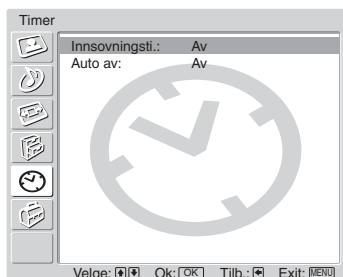 Timer
Innsovningsti.: Av
Auto av: Av
Velge: Ok: OK Tilb.: Exit: MENU